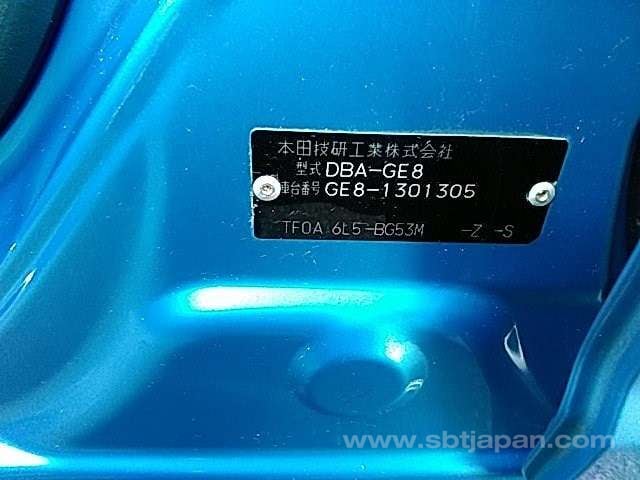 本田技研工業株式会社
型式 DBA-GE8
車台番号 GE8-1301305
TF0A 6L5-BG53M -Z -S
www.sbtjapan.com